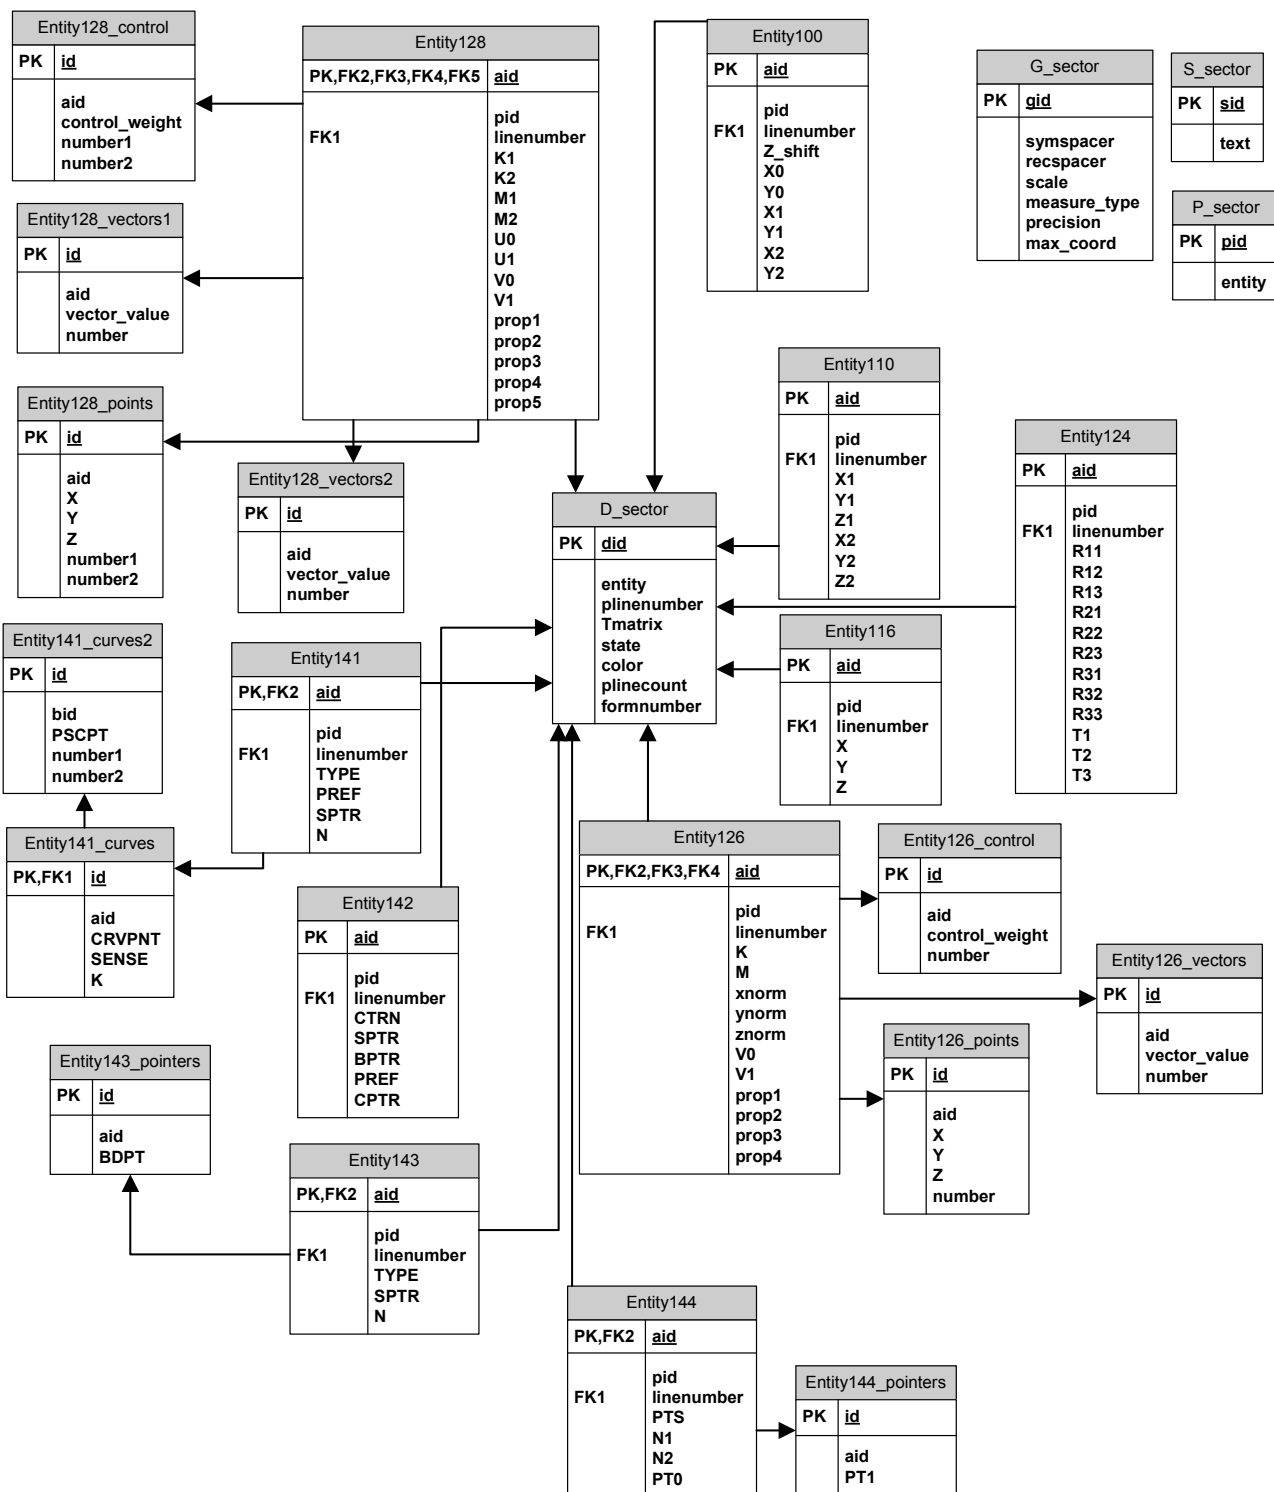 Entity128_control
PK id
aid
control_weight
number1
number2
Entity128
PK,FK2,FK3,FK4,FK5 aid
pid
FK1 linenumber
K1
K2
M1
M2
U0
U1
V0
V1
prop1
prop2
prop3
prop4
prop5
Entity100
PK aid
pid
FK1 linenumber
Z_shift
X0
Y0
X1
Y1
X2
Y2
G_sector
PK gid
symspacer
recspacer
scale
measure_type
precision
max_coord
S_sector
PK sid
text
P_sector
PK pid
entity
Entity128_vectors1
PK id
aid
vector_value
number
Entity128_points
PK id
aid
X
Y
Z
number1
number2
Entity128_vectors2
PK id
aid
vector_value
number
D_sector
PK did
entity
plinenumber
Tmatrix
state
color
plinecount
formnumber
Entity110
PK aid
pid
FK1 linenumber
X1
Y1
Z1
X2
Y2
Z2
Entity124
PK aid
pid
FK1 linenumber
R11
R12
R13
R21
R22
R23
R31
R32
R33
T1
T2
T3
Entity116
PK aid
pid
FK1 linenumber
X
Y
Z
Entity141_curves2
PK id
bid
PSCPT
number1
number2
Entity141
PK,FK2 aid
pid
FK1 linenumber
TYPE
PREF
SPTR
N
Entity141_curves
PK,FK1 id
aid
CRVPNT
SENSE
K
Entity142
PK aid
pid
FK1 linenumber
CTRN
SPTR
BPTR
PREF
CPTR
Entity126
PK,FK2,FK3,FK4 aid
pid
FK1 linenumber
K
M
xnorm
ynorm
znorm
V0
V1
prop1
prop2
prop3
prop4
Entity126_control
PK id
aid
control_weight
number
Entity126_vectors
PK id
aid
vector_value
number
Entity126_points
PK id
aid
X
Y
Z
number
Entity143_pointers
PK id
aid
BDPT
Entity143
PK,FK2 aid
pid
FK1 linenumber
TYPE
SPTR
N
Entity144
PK,FK2 aid
pid
FK1 linenumber
PTS
N1
N2
PT0
Entity144_pointers
PK id
aid
PT1